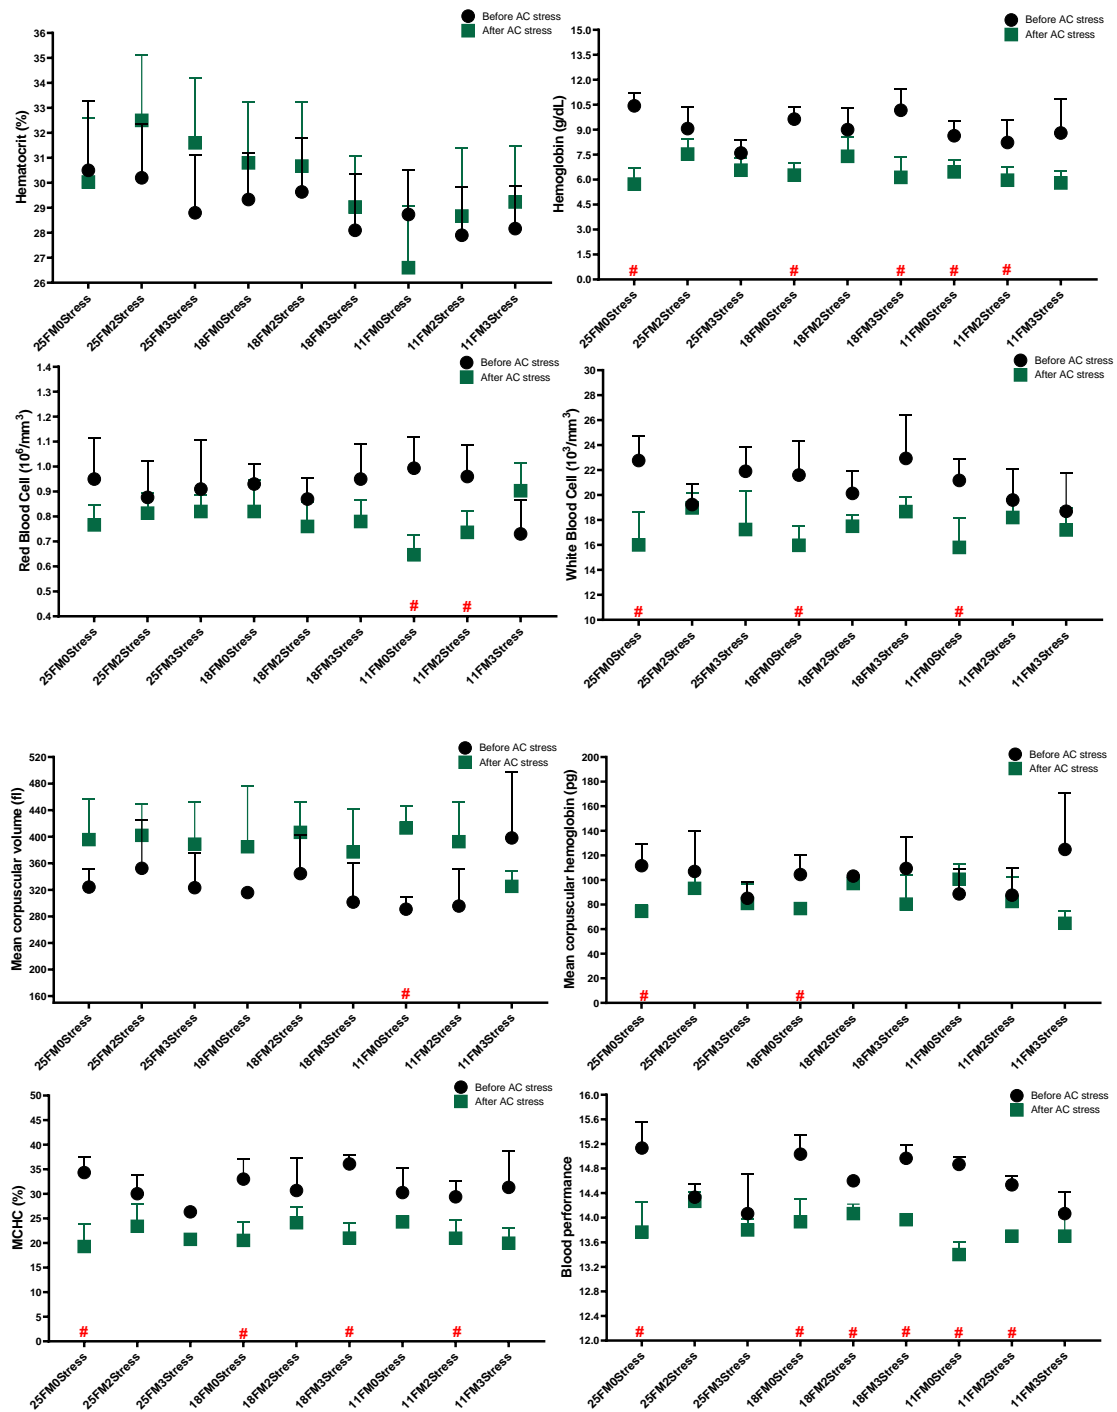 Before AC stress
After AC stress
Hematocrit (%)
36
35
34
33
32
31
30
29
28
27
26
25FM0Stress
25FM2Stress
25FM3Stress
18FM0Stress
18FM2Stress
18FM3Stress
11FM0Stress
11FM2Stress
11FM3Stress
Before AC stress
After AC stress
Hemoglobin (g/dL)
15.0
13.5
12.0
10.5
9.0
7.5
6.0
4.5
3.0
1.5
0.0
# # # # #
25FM0Stress
25FM2Stress
25FM3Stress
18FM0Stress
18FM2Stress
18FM3Stress
11FM0Stress
11FM2Stress
11FM3Stress
Before AC stress
After AC stress
Red Blood Cell (10⁶/mm³)
1.4
1.3
1.2
1.1
1.0
0.9
0.8
0.7
0.6
0.5
0.4
# #
25FM0Stress
25FM2Stress
25FM3Stress
18FM0Stress
18FM2Stress
18FM3Stress
11FM0Stress
11FM2Stress
11FM3Stress
Before AC stress
After AC stress
White Blood Cell (10³/mm³)
30
28
26
24
22
20
18
16
14
12
10
# # #
25FM0Stress
25FM2Stress
25FM3Stress
18FM0Stress
18FM2Stress
18FM3Stress
11FM0Stress
11FM2Stress
11FM3Stress
Before AC stress
After AC stress
Mean corpuscular volume (fl)
520
480
440
400
360
320
280
240
200
160
#
25FM0Stress
25FM2Stress
25FM3Stress
18FM0Stress
18FM2Stress
18FM3Stress
11FM0Stress
11FM2Stress
11FM3Stress
Before AC stress
After AC stress
Mean corpuscular hemoglobin (pg)
200
180
160
140
120
100
80
60
40
20
0
# #
25FM0Stress
25FM2Stress
25FM3Stress
18FM0Stress
18FM2Stress
18FM3Stress
11FM0Stress
11FM2Stress
11FM3Stress
Before AC stress
After AC stress
MCHC (%)
50
45
40
35
30
25
20
15
10
5
0
# # # #
25FM0Stress
25FM2Stress
25FM3Stress
18FM0Stress
18FM2Stress
18FM3Stress
11FM0Stress
11FM2Stress
11FM3Stress
Before AC stress
After AC stress
Blood performance
16.0
15.6
15.2
14.8
14.4
14.0
13.6
13.2
12.8
12.4
12.0
# # # # # #
25FM0Stress
25FM2Stress
25FM3Stress
18FM0Stress
18FM2Stress
18FM3Stress
11FM0Stress
11FM2Stress
11FM3Stress